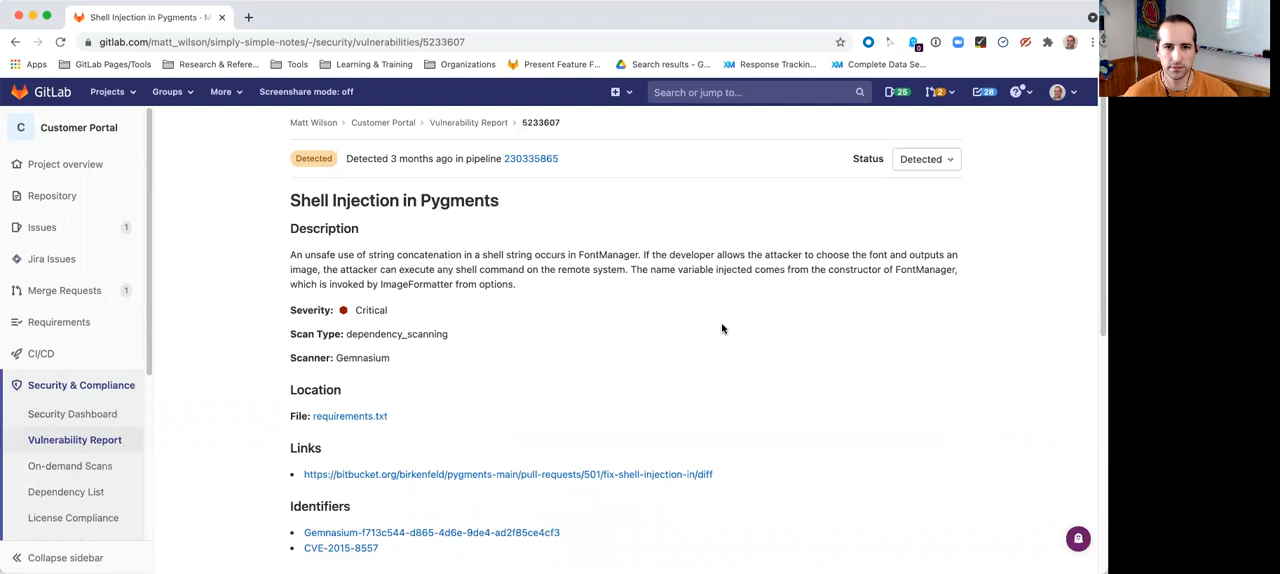 Shell Injection in Pygments · M
gitlab.com/matt_wilson/simply-simple-notes/-/security/vulnerabilities/5233607
Apps GitLab Pages/Tools Research & Refere... Tools Learning & Training Organizations Present Feature F... Search results - G... Response Trackin... Complete Data Se...
GitLab Projects Groups More Screenshare mode: off Search or jump to... 25 2 28
C Customer Portal
Project overview
Repository
Issues 1
Jira Issues
Merge Requests 1
Requirements
CI/CD
Security & Compliance
Security Dashboard
Vulnerability Report
On-demand Scans
Dependency List
License Compliance
Collapse sidebar
Matt Wilson › Customer Portal › Vulnerability Report › 5233607
Detected Detected 3 months ago in pipeline 230335865 Status Detected
Shell Injection in Pygments
Description
An unsafe use of string concatenation in a shell string occurs in FontManager. If the developer allows the attacker to choose the font and outputs an
image, the attacker can execute any shell command on the remote system. The name variable injected comes from the constructor of FontManager,
which is invoked by ImageFormatter from options.
Severity: Critical
Scan Type: dependency_scanning
Scanner: Gemnasium
Location
File: requirements.txt
Links
• https://bitbucket.org/birkenfeld/pygments-main/pull-requests/501/fix-shell-injection-in/diff
Identifiers
• Gemnasium-f713c544-d865-4d6e-9de4-ad2f85ce4cf3
• CVE-2015-8557